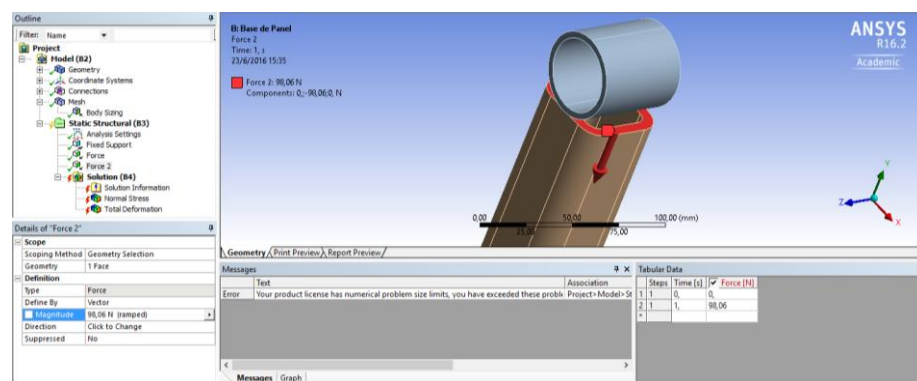 Outline
Filter: Name
Project
Model (B2)
Geometry
Coordinate Systems
Connections
Mesh
Body Sizing
Static Structural (B3)
Analysis Settings
Fixed Support
Force
Force 2
Solution (B4)
Solution Information
Normal Stress
Total Deformation
Details of "Force 2"
Scope
Scoping Method Geometry Selection
Geometry 1 Face
Definition
Type Force
Define By Vector
Magnitude 98,06 N (ramped)
Direction Click to Change
Suppressed No
B: Base de Panel
Force 2
Time: 1, s
23/6/2016 15:35
Force 2: 98,06 N
Components: 0,;-98,06;0, N
ANSYS
R16.2
Academic
Y
Z
X
0,00 50,00 100,00 (mm)
25,00 75,00
Geometry Print Preview Report Preview
Messages
Text Association
Error Your product license has numerical problem size limits, you have exceeded these proble Project>Model>St
Messages Graph
Tabular Data
Steps Time [s] Force [N]
1 1 0, 0,
2 1 1, 98,06
*